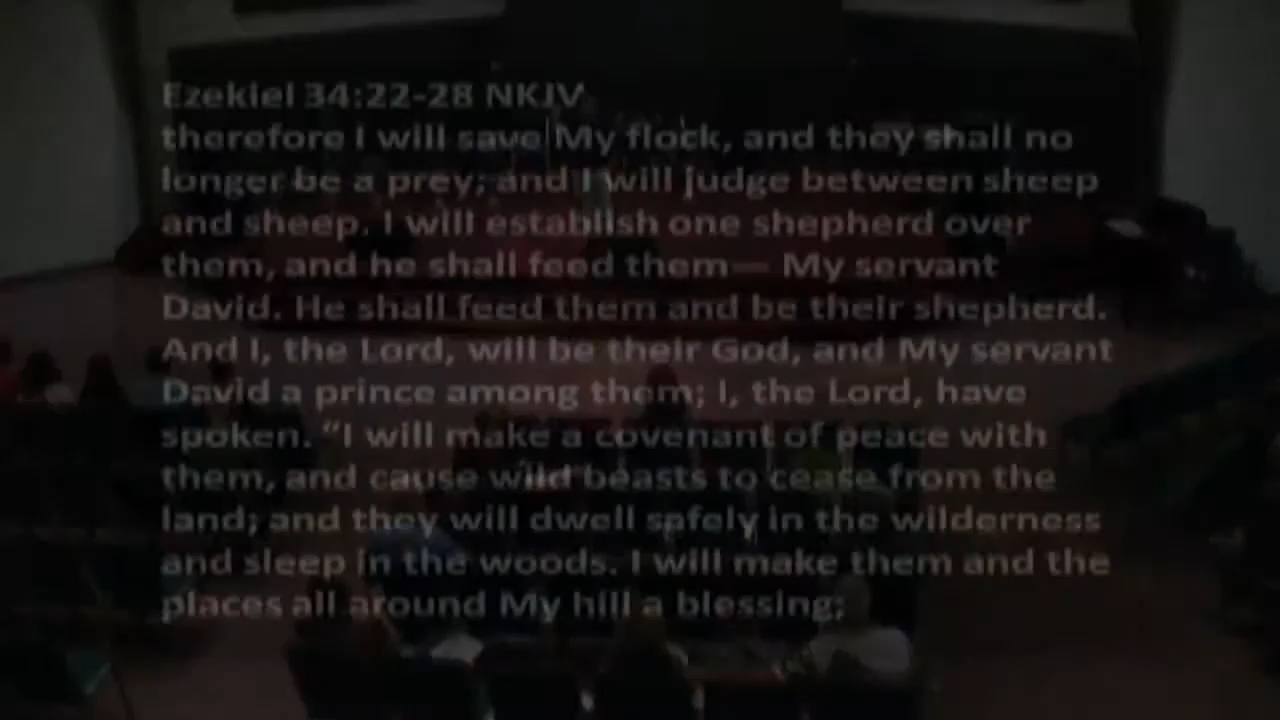 Ezekiel 34:22-28 NKJV
therefore I will save My flock, and they shall no
longer be a prey; and I will judge between sheep
and sheep. I will establish one shepherd over
them, and he shall feed them— My servant
David. He shall feed them and be their shepherd.
And I, the Lord, will be their God, and My servant
David a prince among them; I, the Lord, have
spoken. “I will make a covenant of peace with
them, and cause wild beasts to cease from the
land; and they will dwell safely in the wilderness
and sleep in the woods. I will make them and the
places all around My hill a blessing;